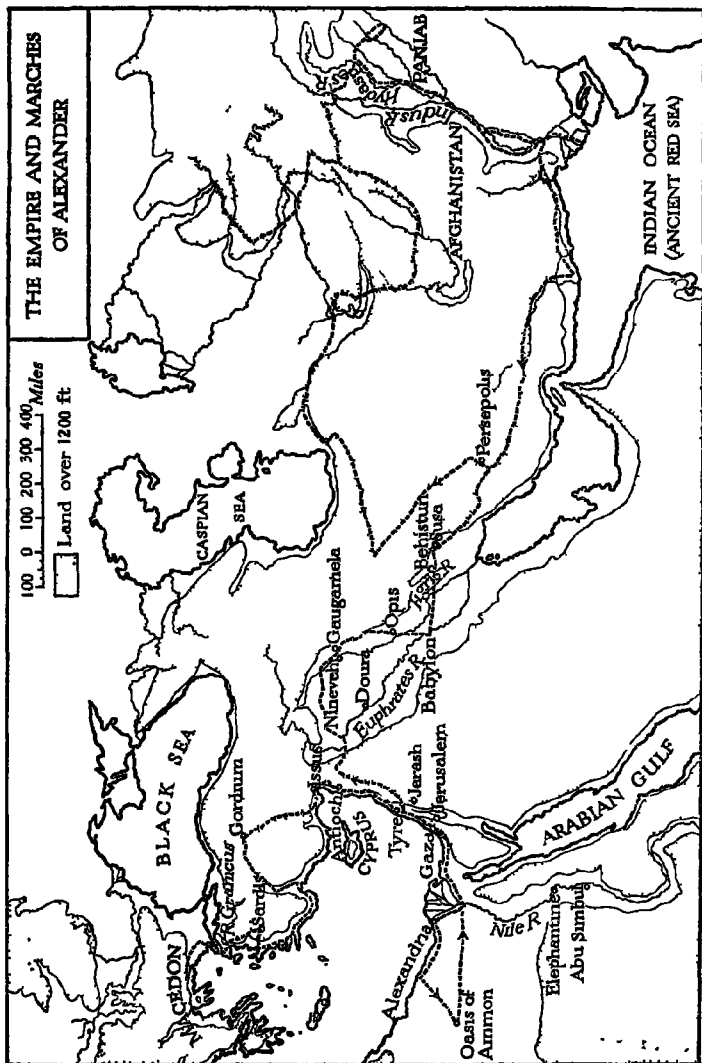 THE EMPIRE AND MARCHES
OF ALEXANDER
100 0 100 200 300 400 Miles
Land over 1200 ft
CEDON
BLACK SEA
CASPIAN
SEA
R.Granicus
Sardis
Gordium
Issus
Antioch
CYPRUS
Tyre
Jerash
Jerusalem
Gaza
Alexandria
Oasis of
Ammon
Nile R
Elephantine
Abu Simbul
ARABIAN GULF
Nineveh
Gaugamela
Doura
Euphrates R
Opis
Babylon
Behistun
Susa
Persepolis
AFGHANISTAN
Indus R
Hydaspes R
PANJAB
INDIAN OCEAN
(ANCIENT RED SEA)